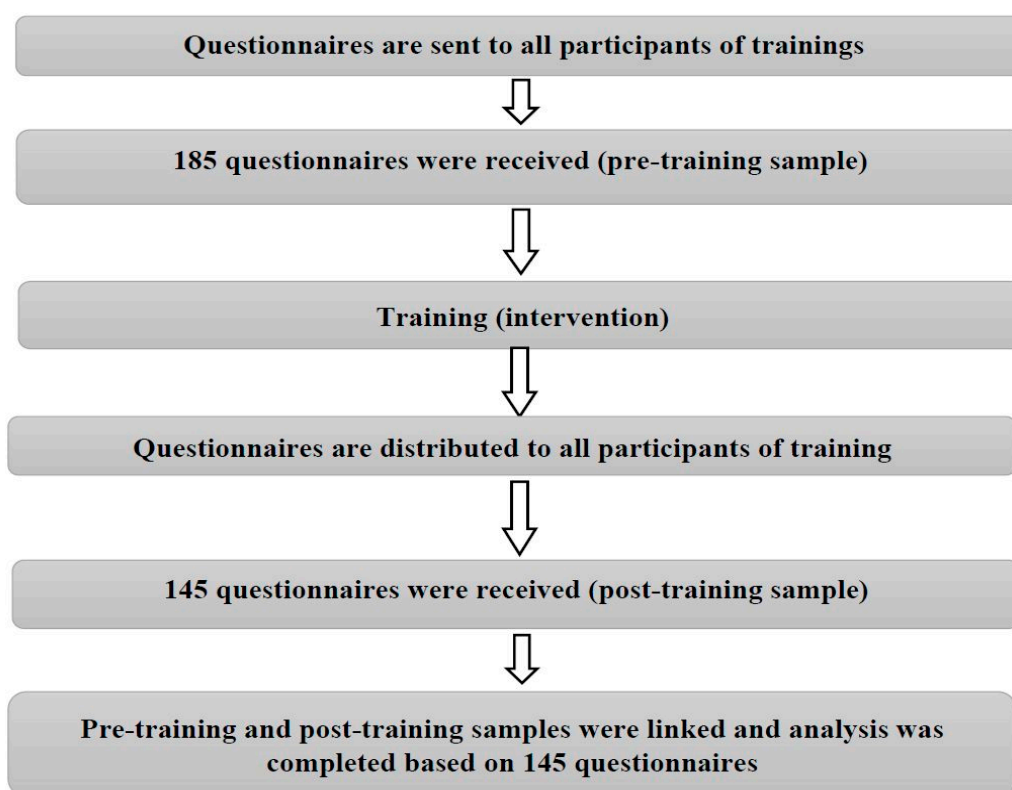 Questionnaires are sent to all participants of trainings
185 questionnaires were received (pre-training sample)
Training (intervention)
Questionnaires are distributed to all participants of training
145 questionnaires were received (post-training sample)
Pre-training and post-training samples were linked and analysis was
completed based on 145 questionnaires